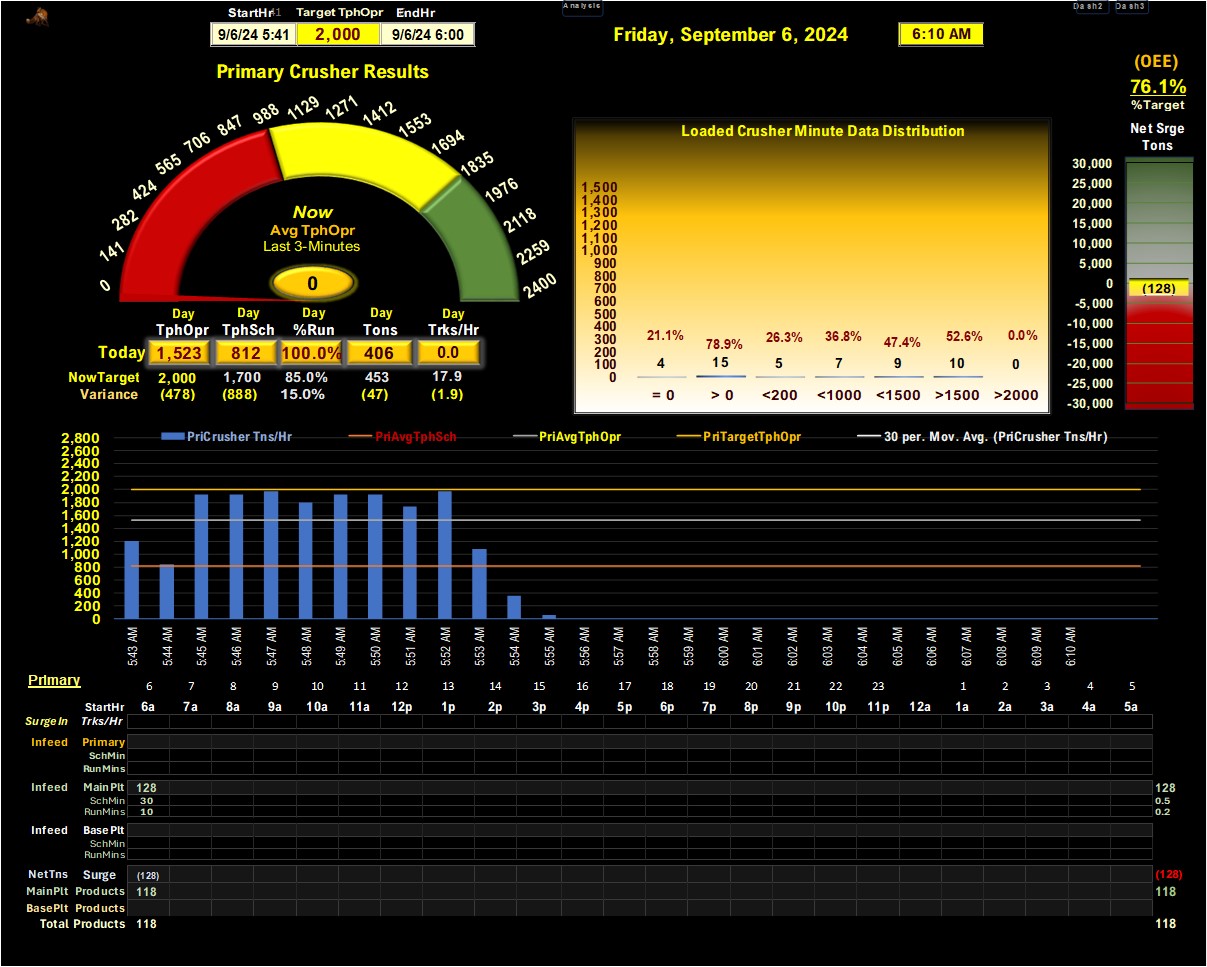 Analysis
Dash2 Dash3
StartHr Target TphOpr EndHr
9/6/24 5:41 2,000 9/6/24 6:00
Friday, September 6, 2024 6:10 AM
(OEE)
76.1%
%Target
Primary Crusher Results
0 141 282 424 565 706 847 988 1129 1271 1412 1553 1694 1835 1976 2118 2259 2400
Now
Avg TphOpr
Last 3-Minutes
0
Day Day Day Day Day
TphOpr TphSch %Run Tons Trks/Hr
Today 1,523 812 100.0% 406 0.0
NowTarget 2,000 1,700 85.0% 453 17.9
Variance (478) (888) 15.0% (47) (1.9)
Loaded Crusher Minute Data Distribution
1,500
1,400
1,300
1,200
1,100
1,000
900
800
700
600
500
400
300
200
100
0
21.1% 78.9% 26.3% 36.8% 47.4% 52.6% 0.0%
4 15 5 7 9 10 0
= 0 > 0 <200 <1000 <1500 >1500 >2000
Net Srge
Tons
30,000
25,000
20,000
15,000
10,000
5,000
0
-5,000
-10,000
-15,000
-20,000
-25,000
-30,000
(128)
PriCrusher Tns/Hr PriAvgTphSch PriAvgTphOpr PriTargetTphOpr 30 per. Mov. Avg. (PriCrusher Tns/Hr)
2,800
2,600
2,400
2,200
2,000
1,800
1,600
1,400
1,200
1,000
800
600
400
200
0
5:43 AM 5:44 AM 5:45 AM 5:46 AM 5:47 AM 5:48 AM 5:49 AM 5:50 AM 5:51 AM 5:52 AM 5:53 AM 5:54 AM 5:55 AM 5:56 AM 5:57 AM 5:58 AM 5:59 AM 6:00 AM 6:01 AM 6:02 AM 6:03 AM 6:04 AM 6:05 AM 6:06 AM 6:07 AM 6:08 AM 6:09 AM 6:10 AM
Primary
6 7 8 9 10 11 12 13 14 15 16 17 18 19 20 21 22 23 1 2 3 4 5
StartHr 6a 7a 8a 9a 10a 11a 12p 1p 2p 3p 4p 5p 6p 7p 8p 9p 10p 11p 12a 1a 2a 3a 4a 5a
SurgeIn Trks/Hr
Infeed Primary
SchMin
RunMins
Infeed MainPlt 128 128
SchMin 30 0.5
RunMins 10 0.2
Infeed BasePlt
SchMin
RunMins
NetTns Surge (128) (128)
MainPlt Products 118 118
BasePlt Products
Total Products 118 118